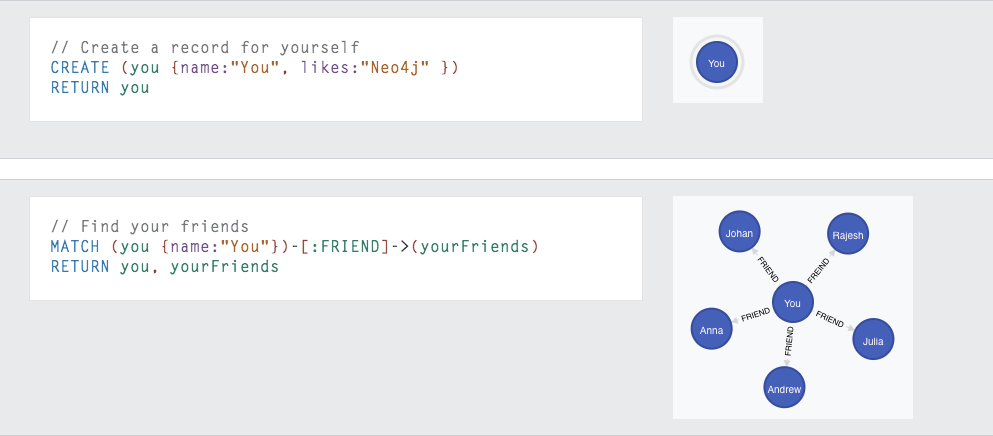 // Create a record for yourself
CREATE (you {name:"You", likes:"Neo4j" })
RETURN you
You
// Find your friends
MATCH (you {name:"You"})-[:FRIEND]->(yourFriends)
RETURN you, yourFriends
Johan
Rajesh
FRIEND
FREIND
You
Anna
FRIEND
FRIEND
Julia
FRIEND
Andrew